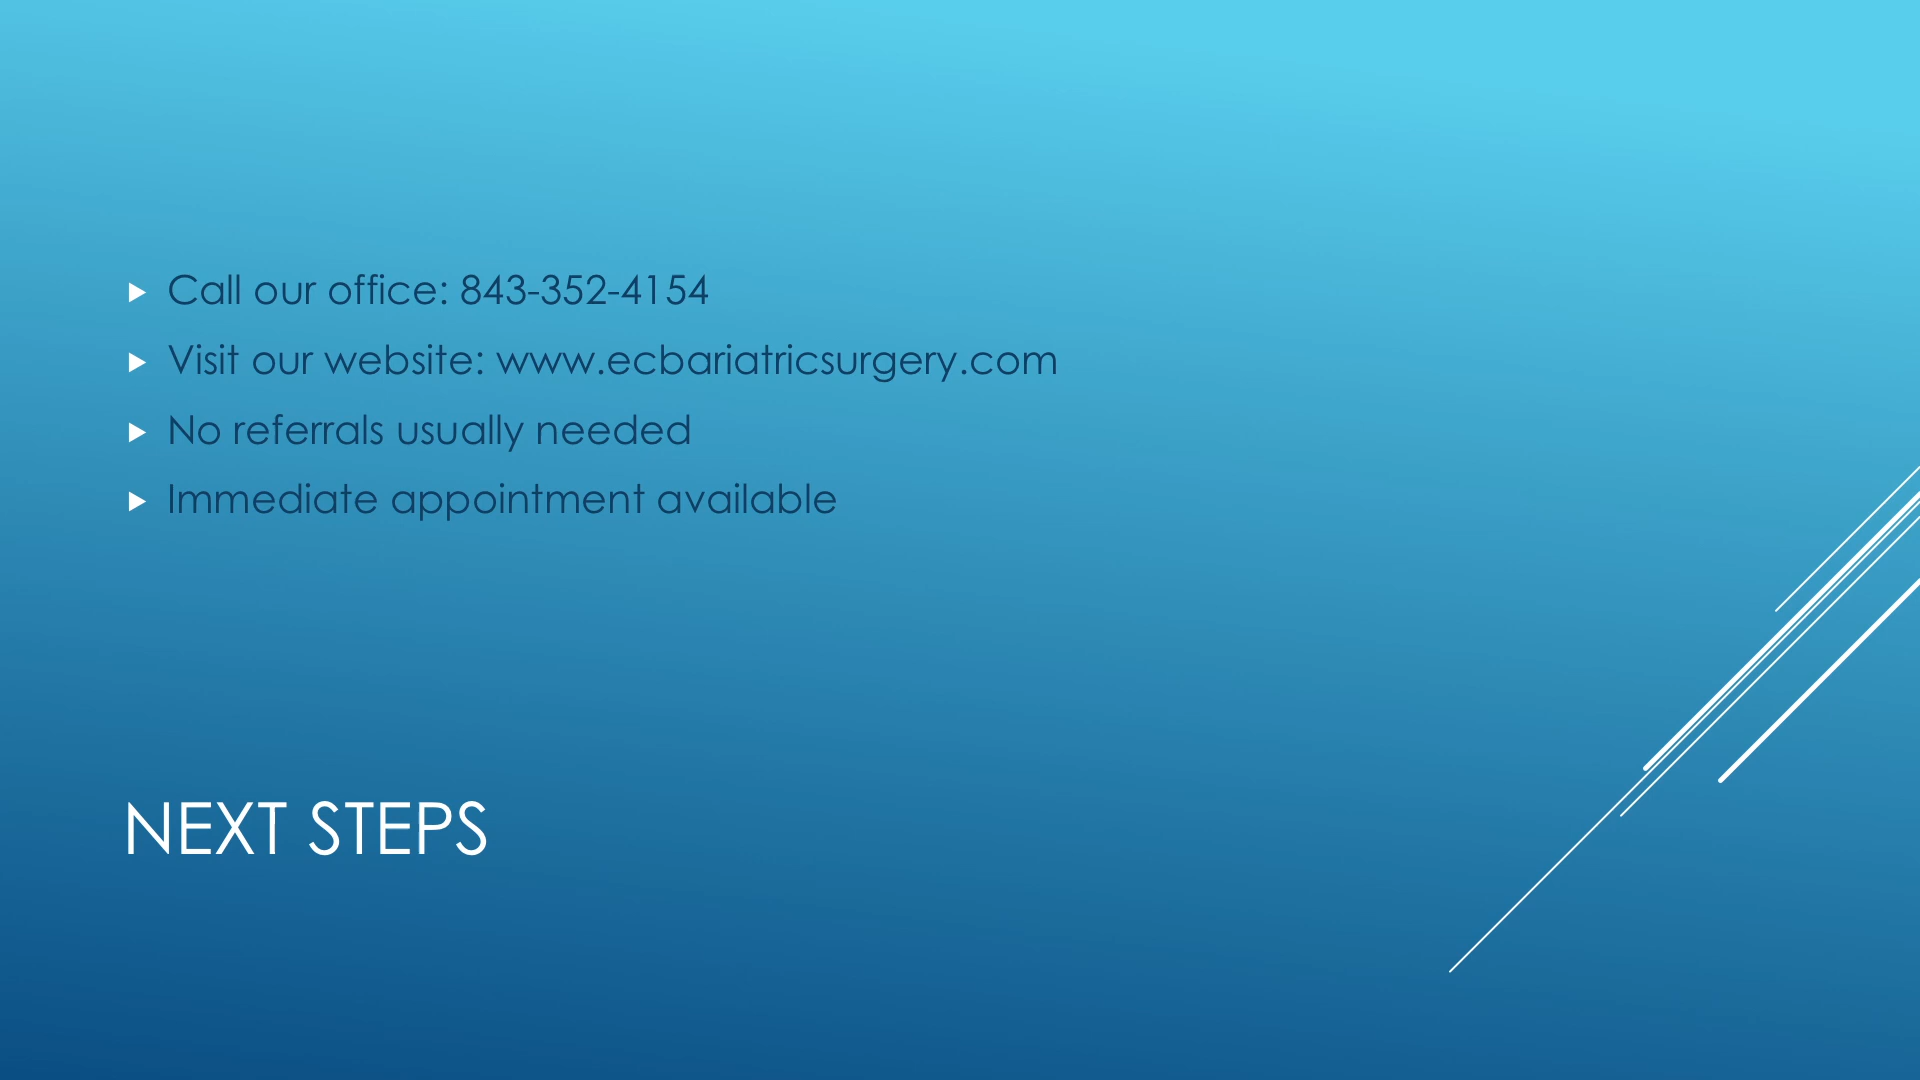 Call our office: 843-352-4154
Visit our website: www.ecbariatricsurgery.com
No referrals usually needed
Immediate appointment available
NEXT STEPS